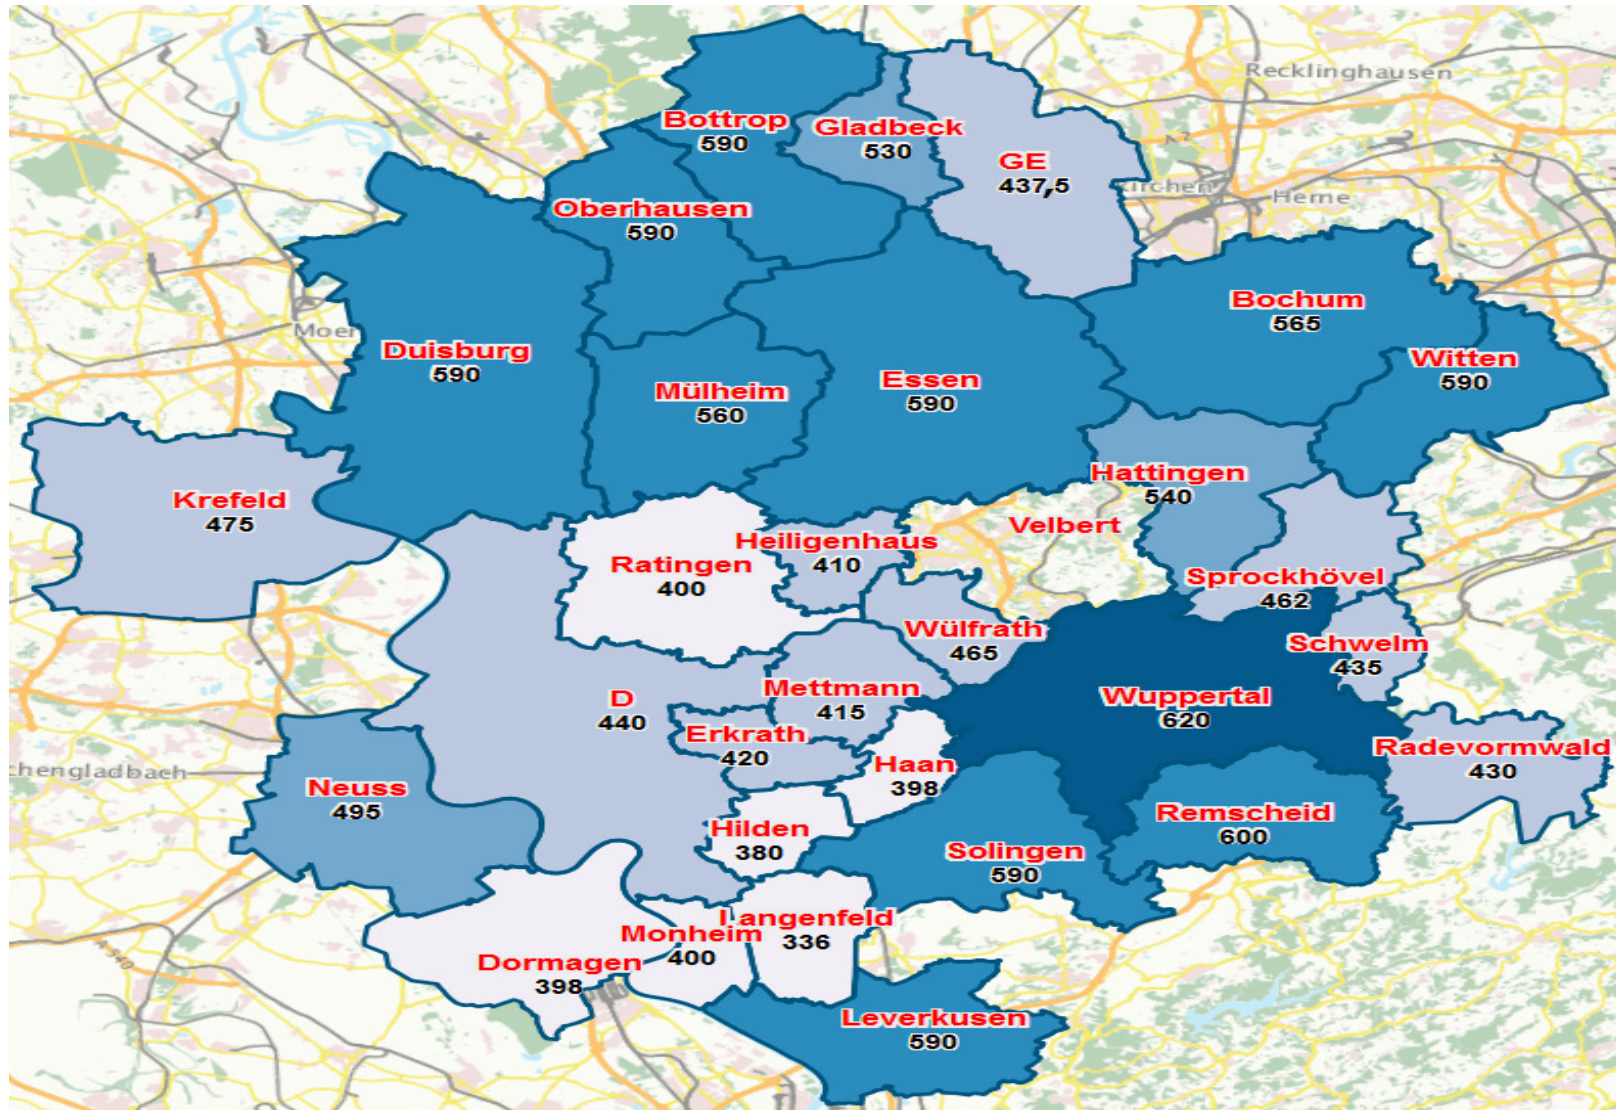 Recklinghausen
Bottrop
590
Gladbeck
530
GE
437,5
kirchen
Herne
Oberhausen
590
Bochum
565
Moer
Duisburg
590
Witten
590
Mülheim
560
Essen
590
Hattingen
540
Krefeld
475
Velbert
Heiligenhaus
410
Ratingen
400
Sprockhövel
462
Wülfrath
465
Schwelm
435
Mettmann
415
D
440
Wuppertal
620
Erkrath
420
Radevormwald
430
Haan
398
chengladbach
Neuss
495
Remscheid
600
Hilden
380
Solingen
590
Langenfeld
336
Monheim
400
A 540
Dormagen
398
Leverkusen
590